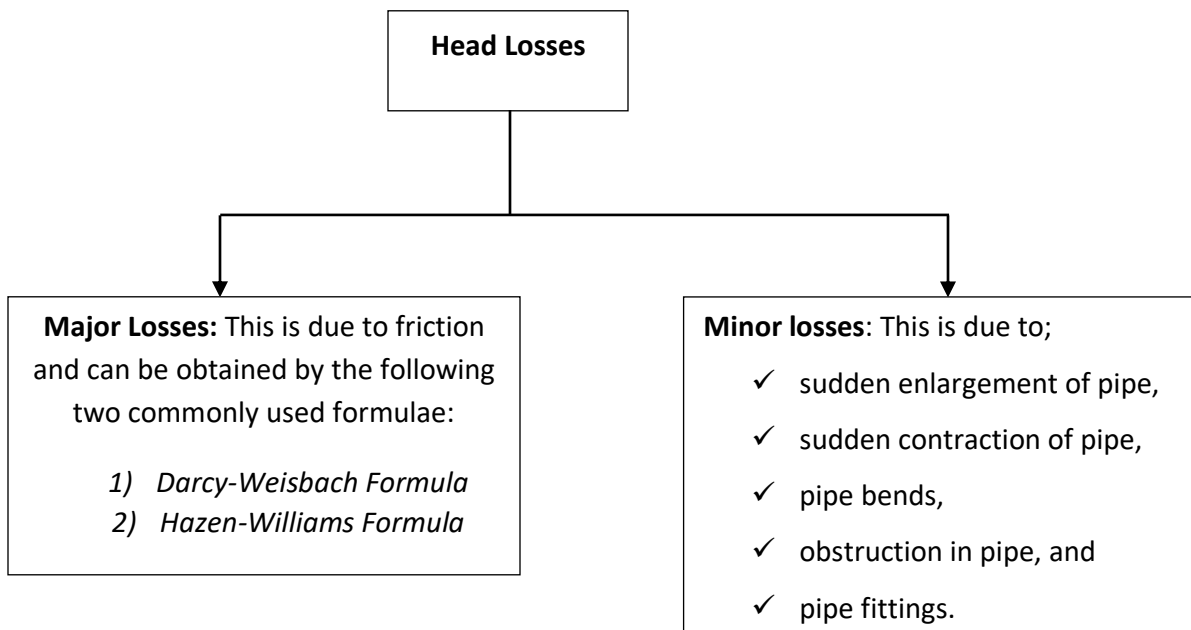 Head Losses
Major Losses: This is due to friction
and can be obtained by the following
two commonly used formulae:
1) Darcy-Weisbach Formula
2) Hazen-Williams Formula
Minor losses: This is due to;
✓ sudden enlargement of pipe,
✓ sudden contraction of pipe,
✓ pipe bends,
✓ obstruction in pipe, and
✓ pipe fittings.